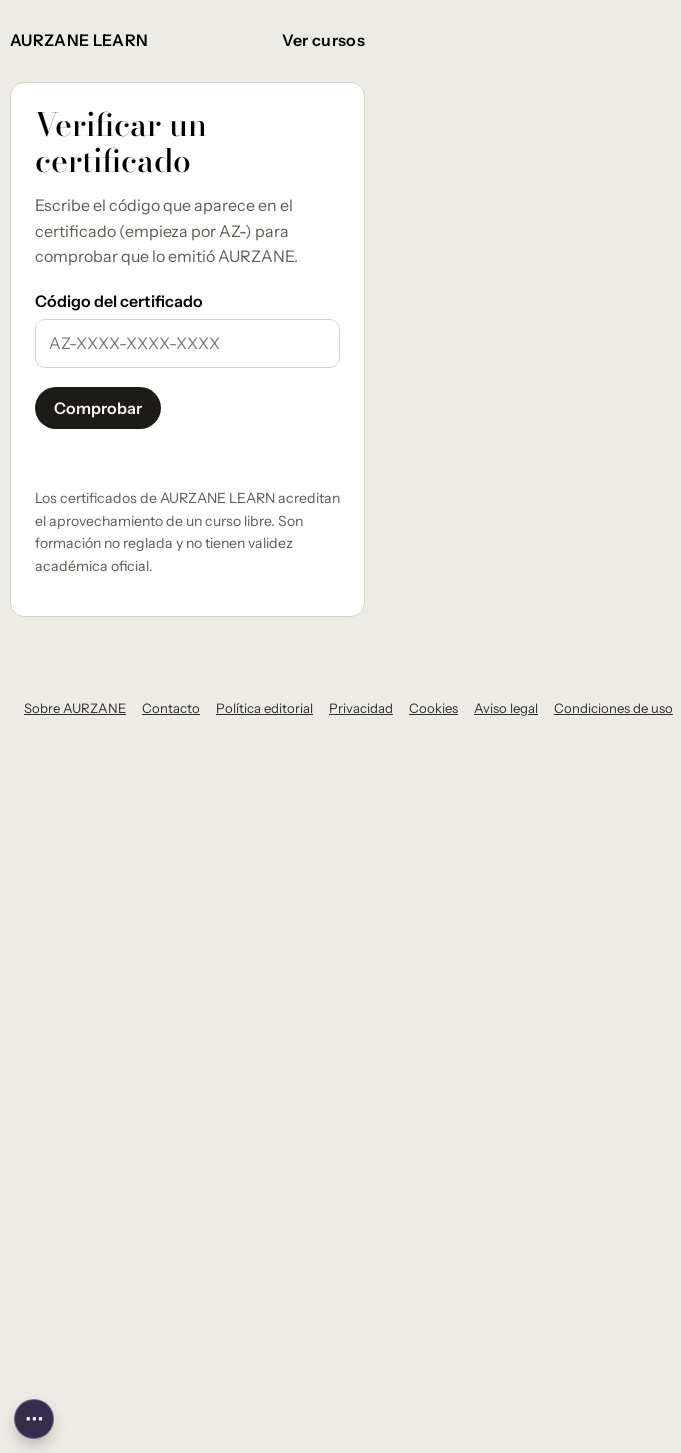 AURZANE LEARN
Ver cursos
Verificar un
certificado
Escribe el código que aparece en el
certificado (empieza por AZ-) para
comprobar que lo emitió AURZANE.
Código del certificado
AZ-XXXX-XXXX-XXXX
Comprobar
Los certificados de AURZANE LEARN acreditan
el aprovechamiento de un curso libre. Son
formación no reglada y no tienen validez
académica oficial.
Sobre AURZANE Contacto Política editorial Privacidad Cookies Aviso legal Condiciones de uso